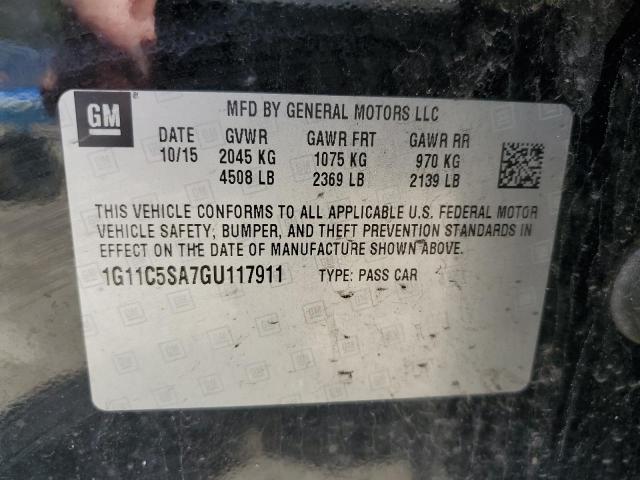 GM ® MFD BY GENERAL MOTORS LLC
DATE GVWR GAWR FRT GAWR RR
10/15 2045 KG 1075 KG 970 KG
4508 LB 2369 LB 2139 LB
THIS VEHICLE CONFORMS TO ALL APPLICABLE U.S. FEDERAL MOTOR
VEHICLE SAFETY, BUMPER, AND THEFT PREVENTION STANDARDS IN
EFFECT ON THE DATE OF MANUFACTURE SHOWN ABOVE.
1G11C5SA7GU117911 TYPE: PASS CAR